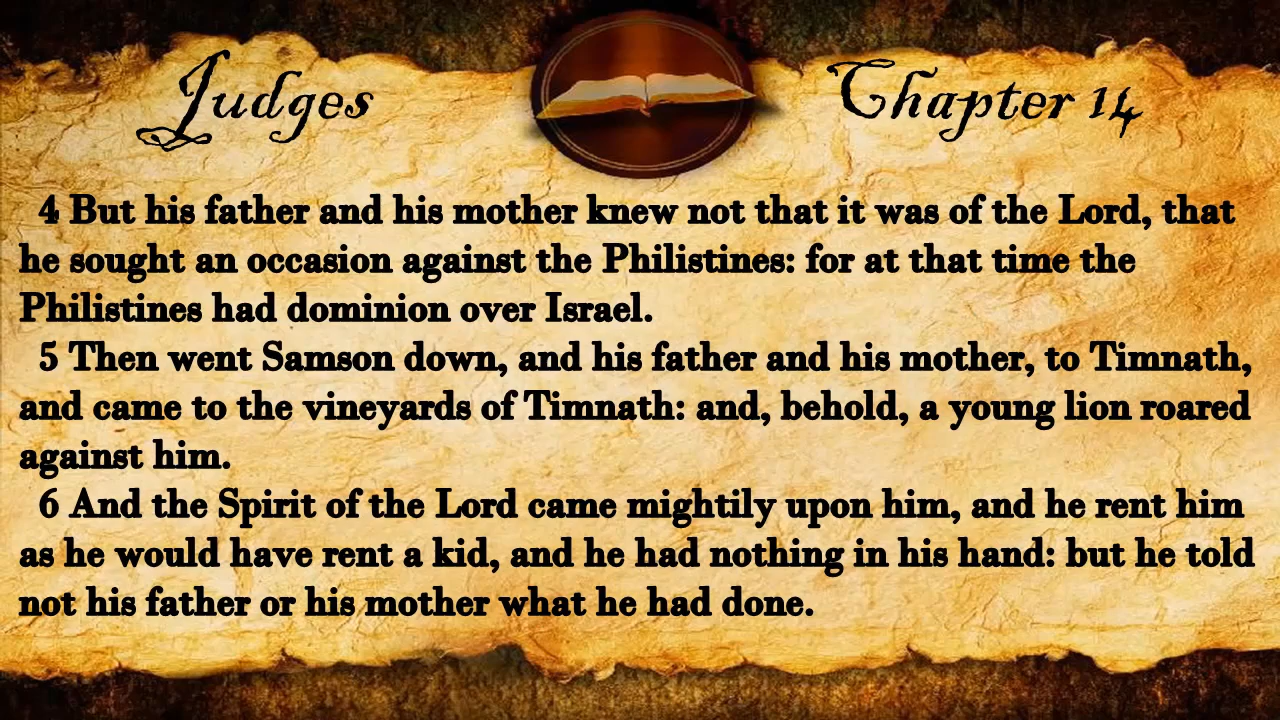 Judges
Chapter 14
4 But his father and his mother knew not that it was of the Lord, that
he sought an occasion against the Philistines: for at that time the
Philistines had dominion over Israel.
5 Then went Samson down, and his father and his mother, to Timnath,
and came to the vineyards of Timnath: and, behold, a young lion roared
against him.
6 And the Spirit of the Lord came mightily upon him, and he rent him
as he would have rent a kid, and he had nothing in his hand: but he told
not his father or his mother what he had done.